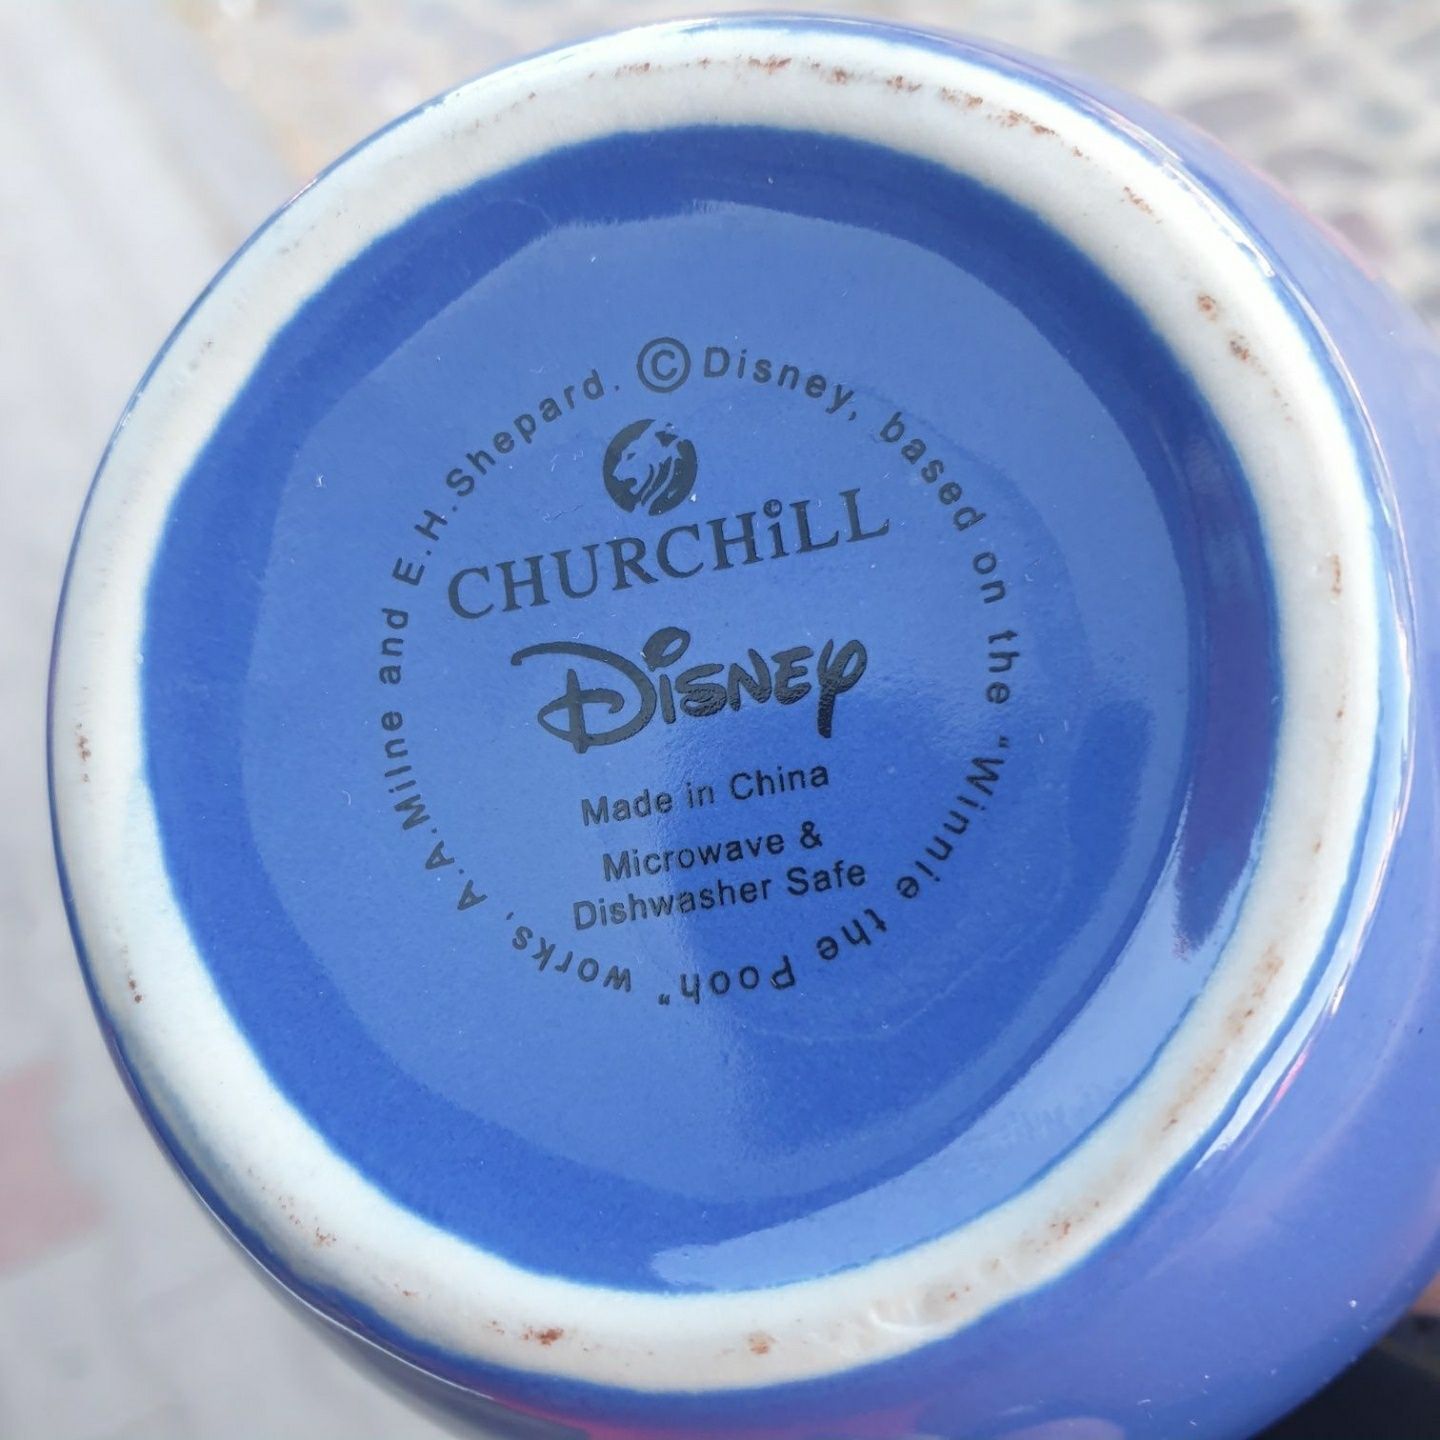 ©Disney, based on the "Winnie the Pooh" works, A.A.Milne and E.H.Shepard.
CHURCHiLL
Disney
Made in China
Microwave &
Dishwasher Safe